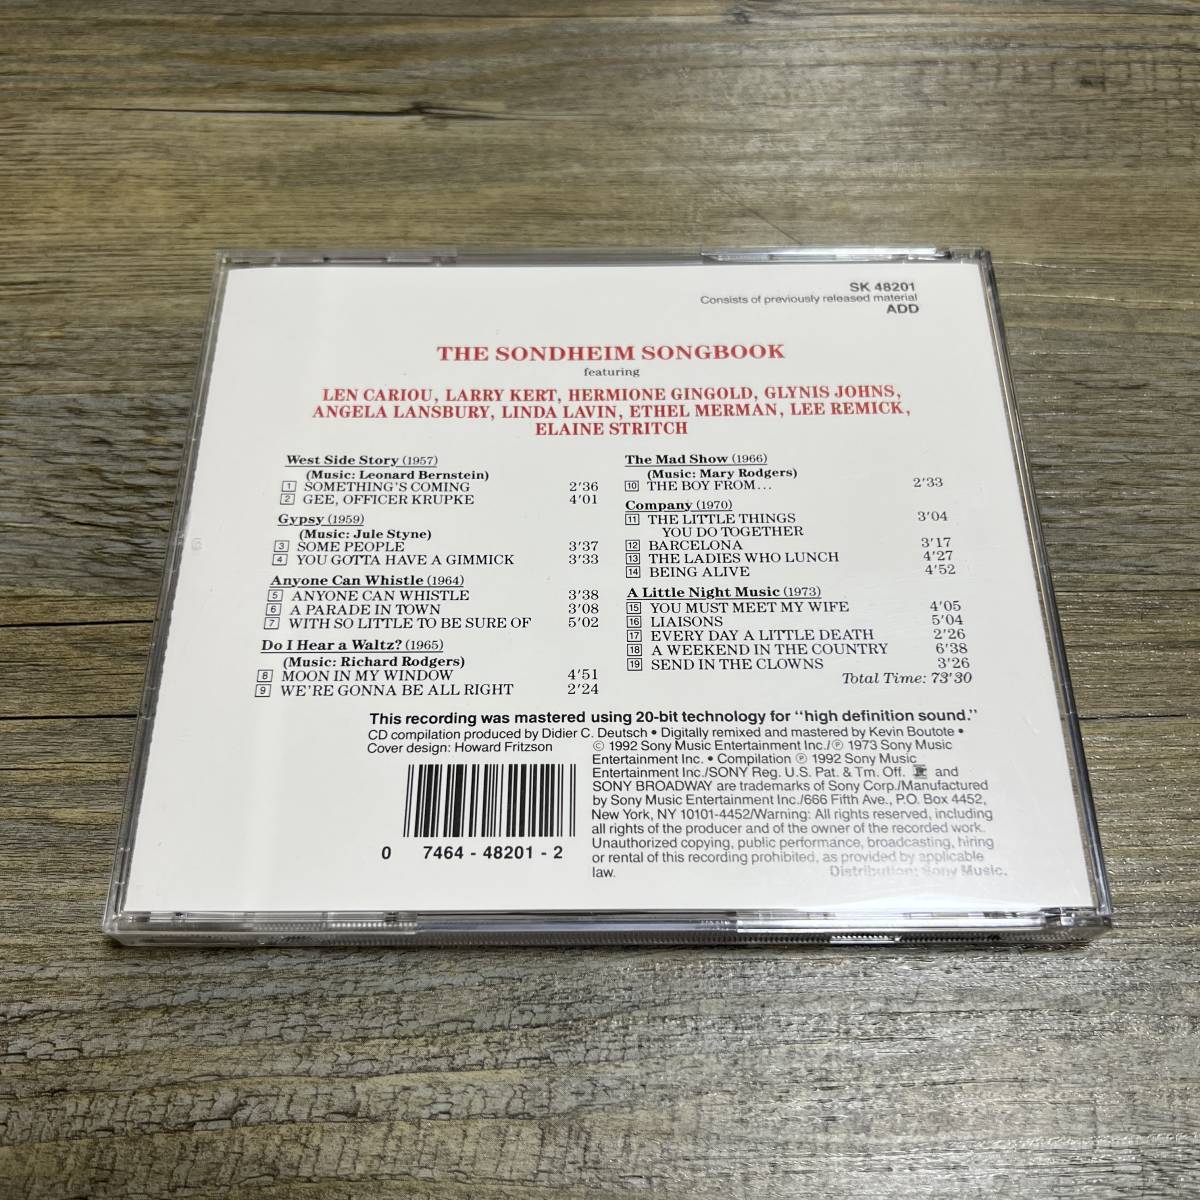 SK 48201
Consists of previously released material
ADD
THE SONDHEIM SONGBOOK
featuring
LEN CARIOU, LARRY KERT, HERMIONE GINGOLD, GLYNIS JOHNS,
ANGELA LANSBURY, LINDA LAVIN, ETHEL MERMAN, LEE REMICK,
ELAINE STRITCH
West Side Story (1957)
(Music: Leonard Bernstein)
1 SOMETHING'S COMING 2'36
2 GEE, OFFICER KRUPKE 4'01
Gypsy (1959)
(Music: Jule Styne)
3 SOME PEOPLE 3'37
4 YOU GOTTA HAVE A GIMMICK 3'33
Anyone Can Whistle (1964)
5 ANYONE CAN WHISTLE 3'38
6 A PARADE IN TOWN 3'08
7 WITH SO LITTLE TO BE SURE OF 5'02
Do I Hear a Waltz? (1965)
(Music: Richard Rodgers)
8 MOON IN MY WINDOW 4'51
9 WE'RE GONNA BE ALL RIGHT 2'24
The Mad Show (1966)
(Music: Mary Rodgers)
10 THE BOY FROM... 2'33
Company (1970)
11 THE LITTLE THINGS 3'04
YOU DO TOGETHER
12 BARCELONA 3'17
13 THE LADIES WHO LUNCH 4'27
14 BEING ALIVE 4'52
A Little Night Music (1973)
15 YOU MUST MEET MY WIFE 4'05
16 LIAISONS 5'04
17 EVERY DAY A LITTLE DEATH 2'26
18 A WEEKEND IN THE COUNTRY 6'38
19 SEND IN THE CLOWNS 3'26
Total Time: 73'30
This recording was mastered using 20-bit technology for "high definition sound."
CD compilation produced by Didier C. Deutsch • Digitally remixed and mastered by Kevin Boutote •
Cover design: Howard Fritzson
© 1992 Sony Music Entertainment Inc./℗ 1973 Sony Music
Entertainment Inc. • Compilation ℗ 1992 Sony Music
Entertainment Inc./SONY Reg. U.S. Pat. & Tm. Off. and
SONY BROADWAY are trademarks of Sony Corp./Manufactured
by Sony Music Entertainment Inc./666 Fifth Ave., P.O. Box 4452,
New York, NY 10101-4452/Warning: All rights reserved, including
all rights of the producer and of the owner of the recorded work.
Unauthorized copying, public performance, broadcasting, hiring
or rental of this recording prohibited, as provided by applicable
law.
Distribution: Sony Music.
0 7464 - 48201 - 2